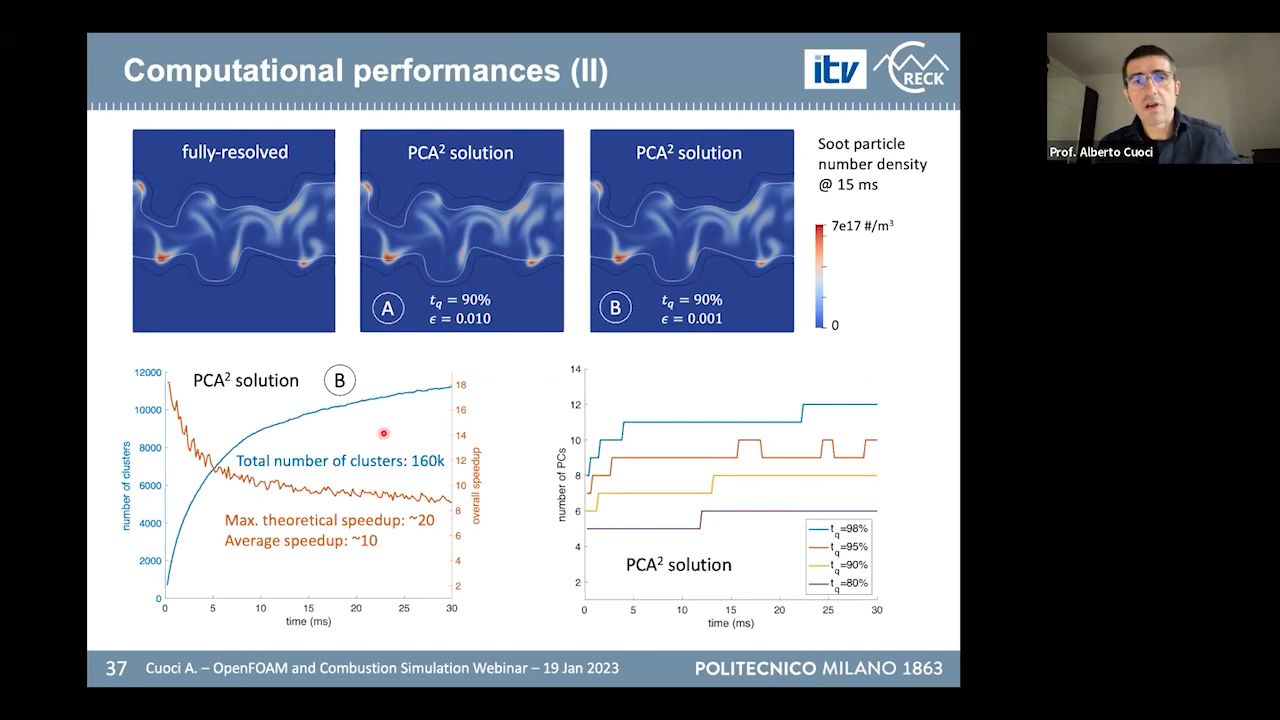 Computational performances (II)
itv
CRECK
fully-resolved
PCA² solution
PCA² solution
Soot particle
number density
@ 15 ms
7e17 #/m³
0
A
t_q = 90%
ϵ = 0.010
B
t_q = 90%
ϵ = 0.001
PCA² solution
B
12000
10000
8000
6000
4000
2000
0
number of clusters
18
16
14
12
10
8
6
4
2
overall speedup
Total number of clusters: 160k
Max. theoretical speedup: ~20
Average speedup: ~10
0 5 10 15 20 25 30
time (ms)
14
12
10
8
6
4
2
number of PCs
PCA² solution
t_q=98%
t_q=95%
t_q=90%
t_q=80%
0 5 10 15 20 25 30
time (ms)
37 Cuoci A. – OpenFOAM and Combustion Simulation Webinar – 19 Jan 2023
POLITECNICO MILANO 1863
Prof. Alberto Cuoci